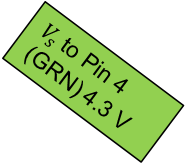 Vs to Pin 4
(GRN) 4.3 V